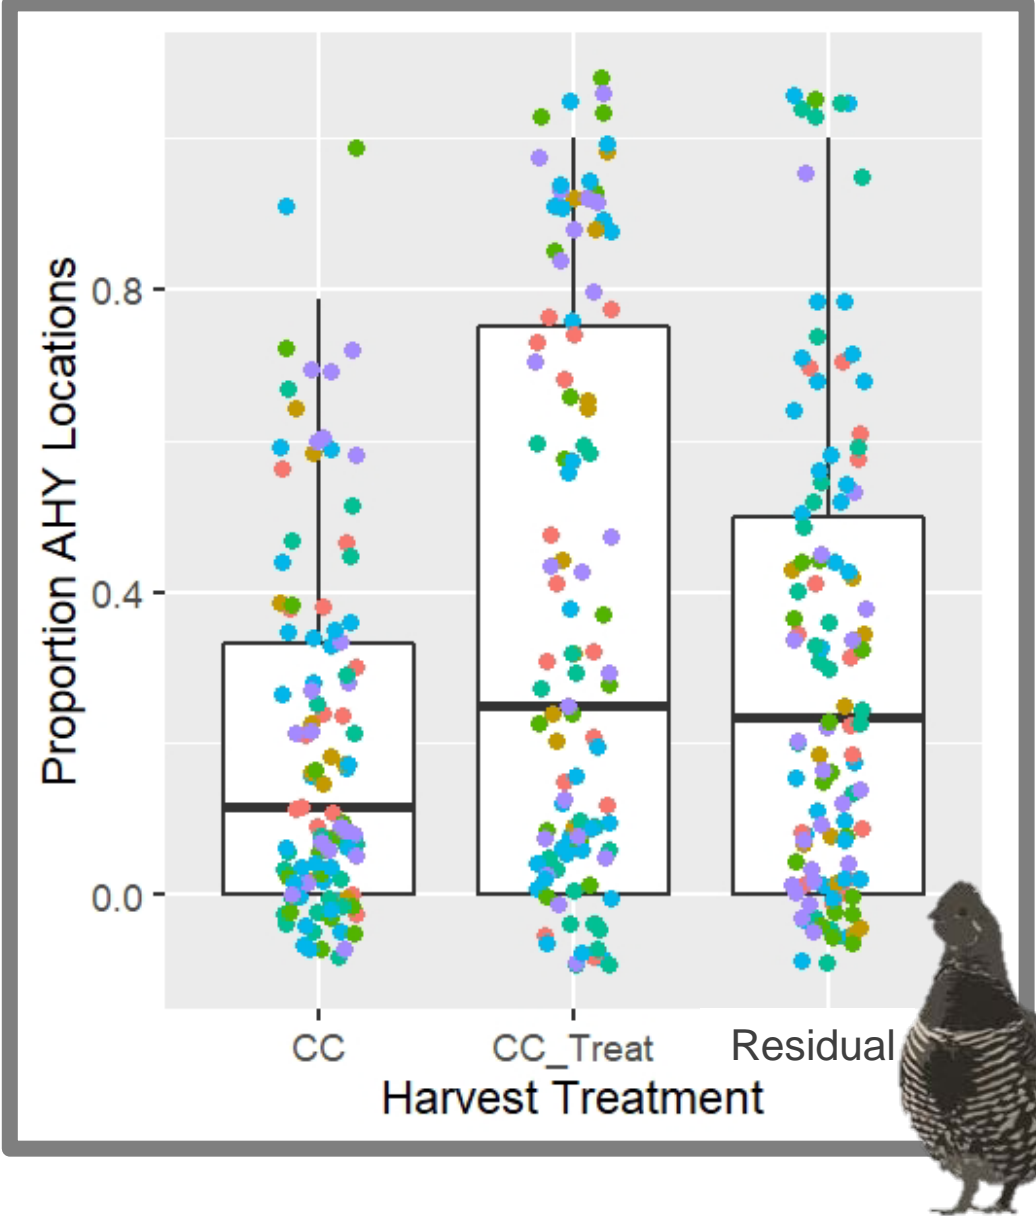 Proportion AHY Locations
0.8
0.4
0.0
CC
CC_Treat
Residual
Harvest Treatment